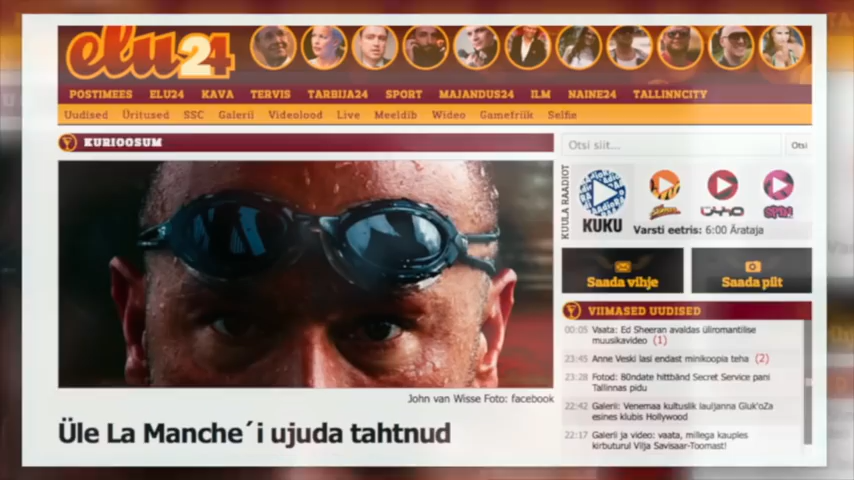 elu24
POSTIMEES ELU24 KAVA TERVIS TARBIJA24 SPORT MAJANDUS24 ILM NAINE24 TALLINNCITY
Uudised Üritused SSC Galerii Videolood Live Meeldib Wideo Gamefriik Selfie
KURIOOSUM
Otsi siit...
Otsi
KUULA RAADIOT
KUKU
Varsti eetris: 6:00 Ärataja
Saada vihje
Saada pilt
VIIMASED UUDISED
00:05 Vaata: Ed Sheeran avaldas üliromantilise
muusikavideo (1)
23:45 Anne Veski lasi endast minikoopia teha (2)
23:28 Fotod: 80ndate hittbänd Secret Service pani
Tallinnas pidu
22:42 Galerii: Venemaa kultuslik lauljanna Gluk'oZa
esines klubis Hollywood
22:17 Galerii ja video: vaata, millega kauples
kirbuturul Vilja Savisaar-Toomast!
John van Wisse Foto: facebook
Üle La Manche´i ujuda tahtnud